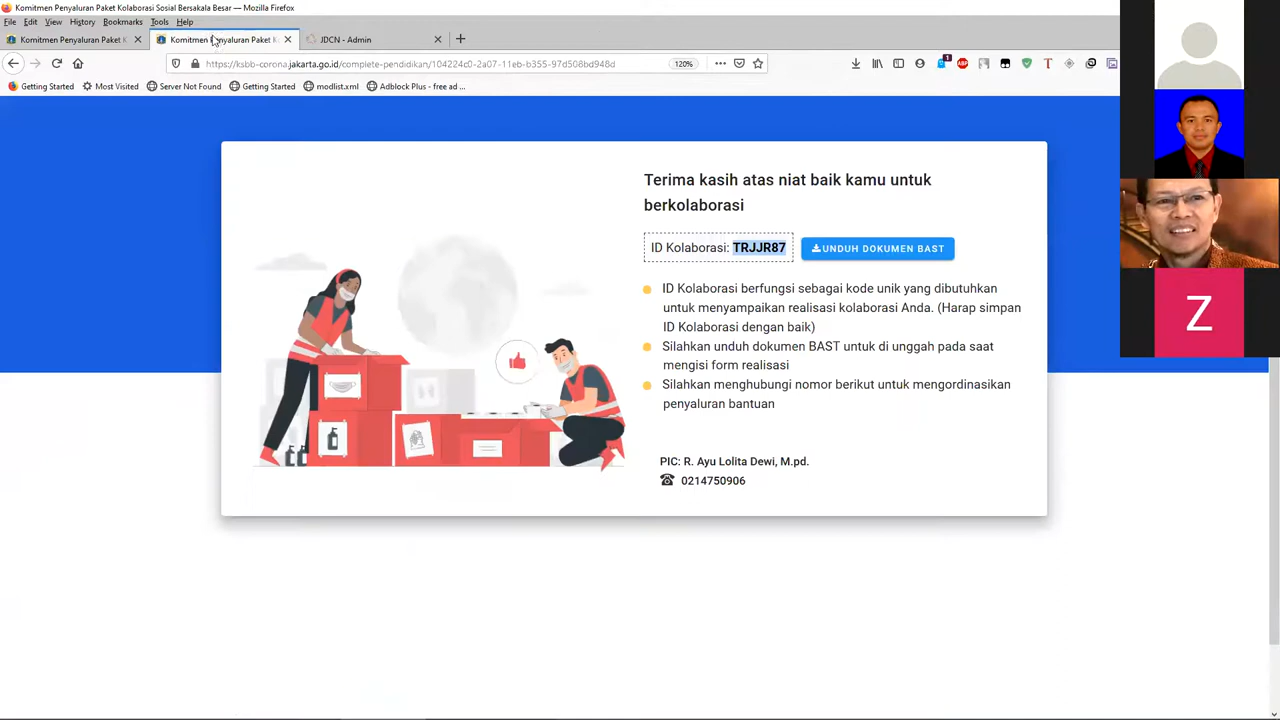 Komitmen Penyaluran Paket Kolaborasi Sosial Bersakala Besar — Mozilla Firefox
File Edit View History Bookmarks Tools Help
Komitmen Penyaluran Paket K
Komitmen Penyaluran Paket K
JDCN - Admin
https://ksbb-corona.jakarta.go.id/complete-pendidikan/104224c0-2a07-11eb-b355-97d508bd948d
120%
Getting Started Most Visited Server Not Found Getting Started modlist.xml Adblock Plus - free ad ...
Terima kasih atas niat baik kamu untuk
berkolaborasi
ID Kolaborasi: TRJJR87
UNDUH DOKUMEN BAST
ID Kolaborasi berfungsi sebagai kode unik yang dibutuhkan
untuk menyampaikan realisasi kolaborasi Anda. (Harap simpan
ID Kolaborasi dengan baik)
Silahkan unduh dokumen BAST untuk di unggah pada saat
mengisi form realisasi
Silahkan menghubungi nomor berikut untuk mengordinasikan
penyaluran bantuan
PIC: R. Ayu Lolita Dewi, M.pd.
0214750906
Z